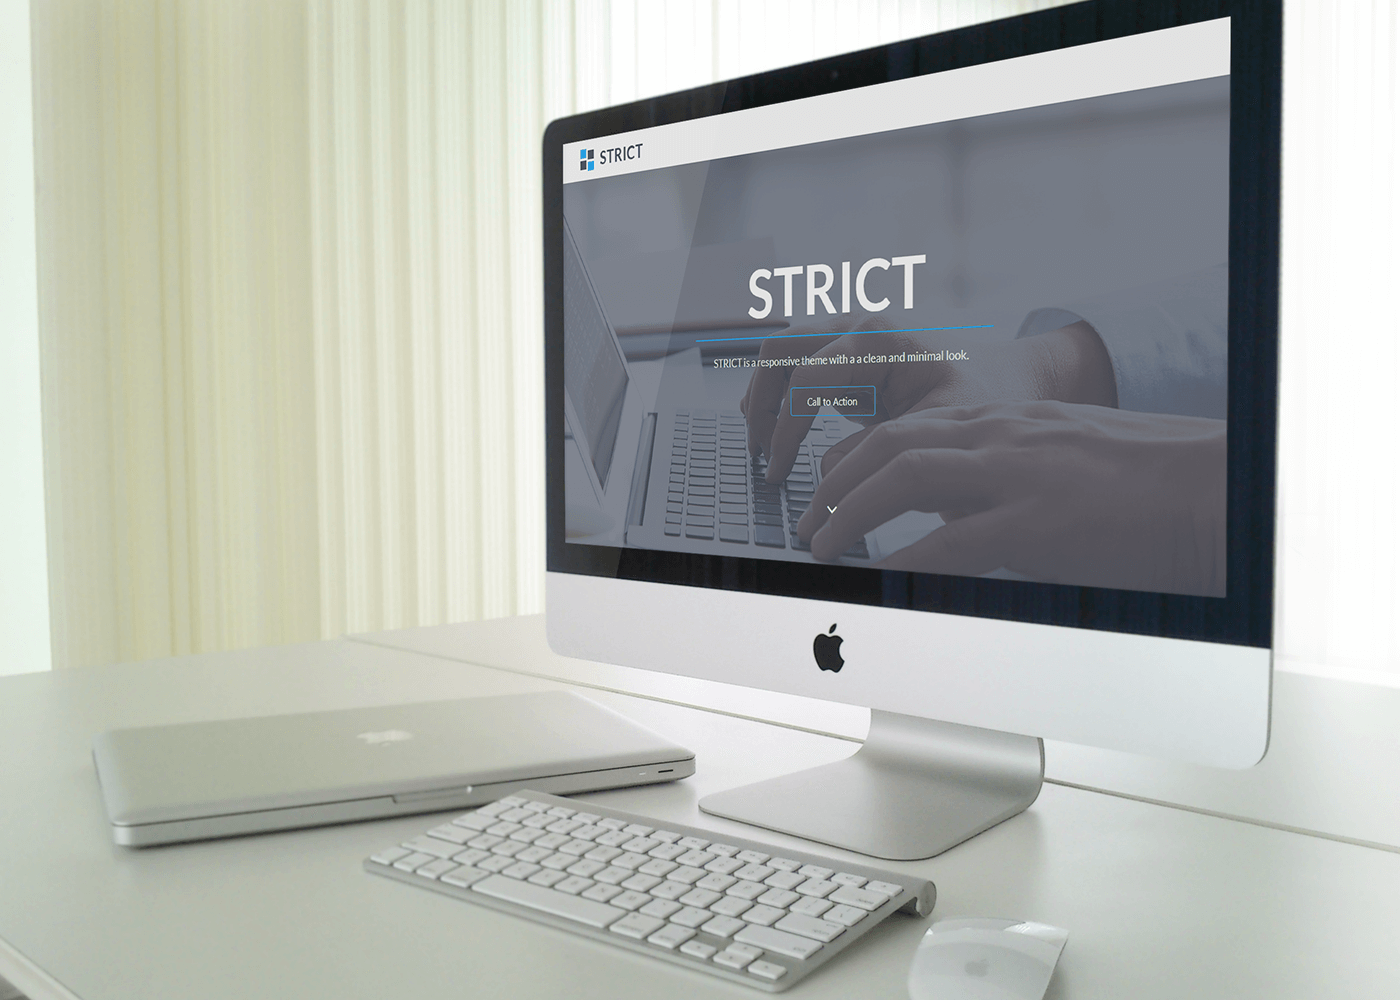 STRICT
STRICT
STRICT is a responsive theme with a a clean and minimal look.
Call to Action